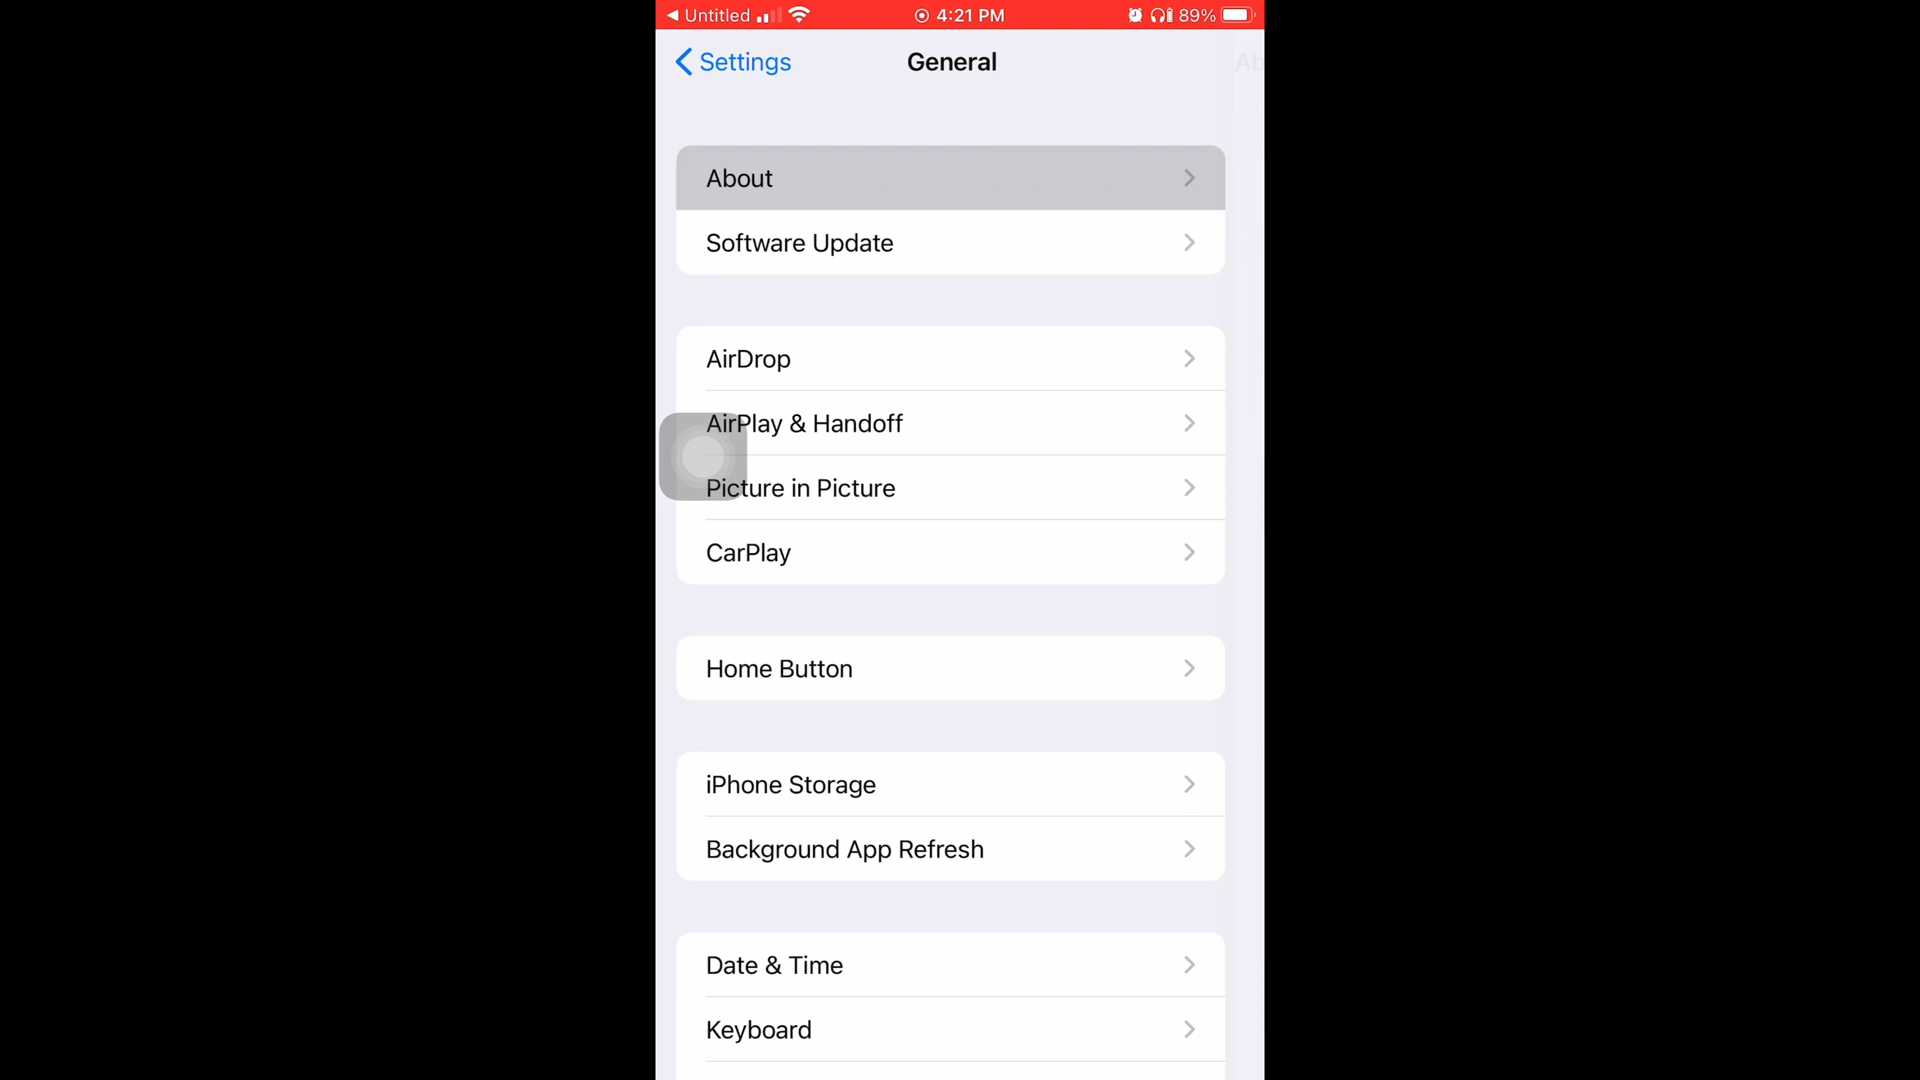 Untitled 4:21 PM 89%
Settings General Ab
About
Software Update
AirDrop
AirPlay & Handoff
Picture in Picture
CarPlay
Home Button
iPhone Storage
Background App Refresh
Date & Time
Keyboard